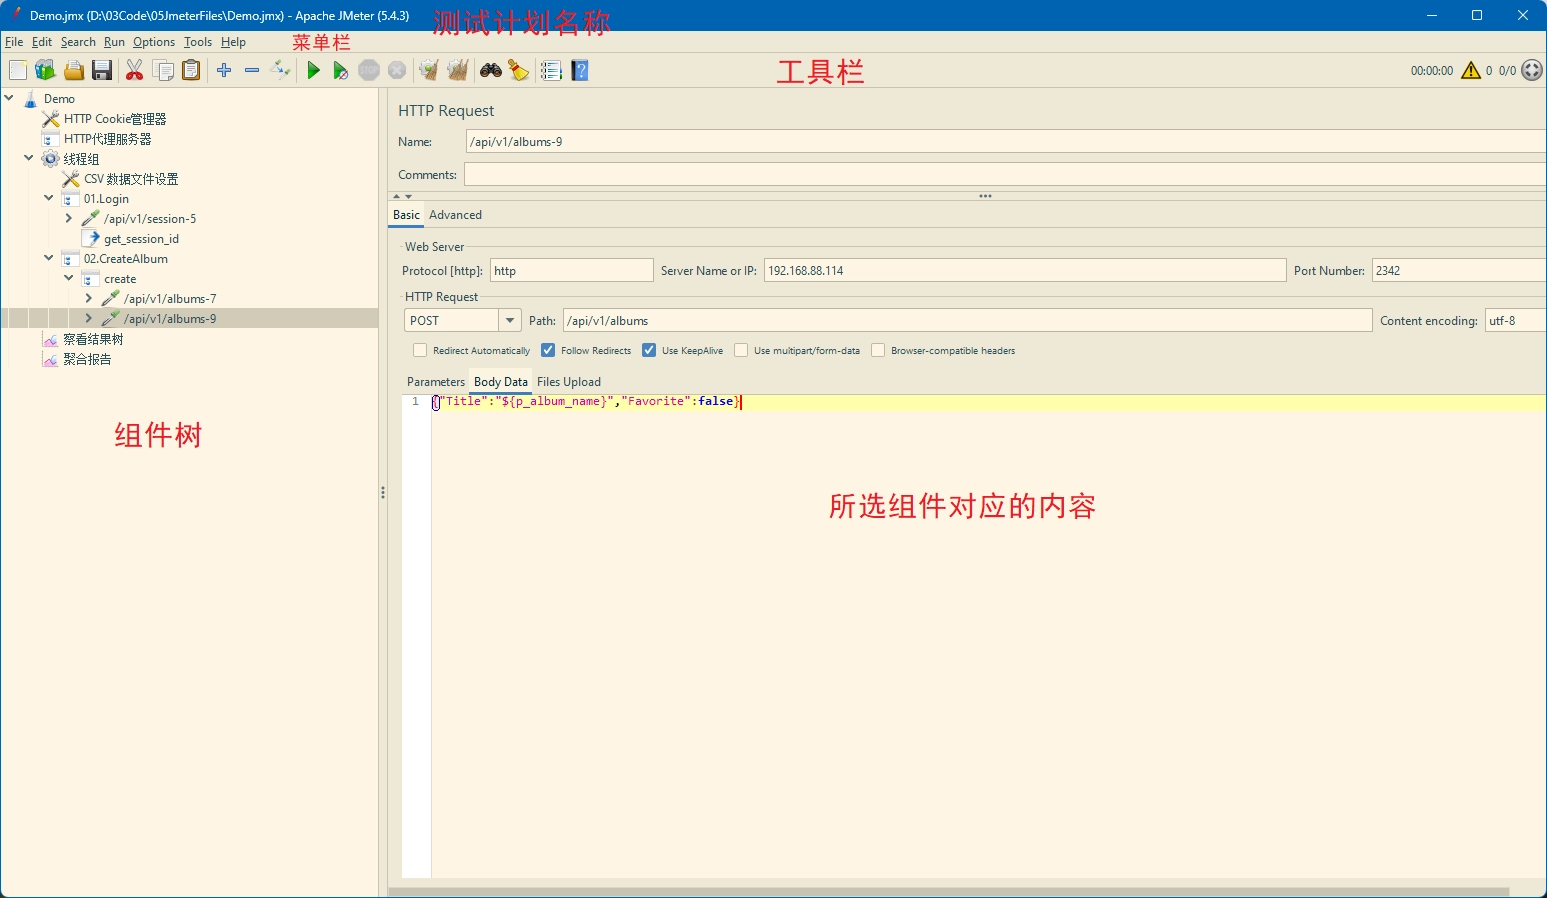 Demo.jmx (D:\03Code\05JmeterFiles\Demo.jmx) - Apache JMeter (5.4.3)
测试计划名称
File Edit Search Run Options Tools Help
菜单栏
工具栏
00:00:00 0 0/0
Demo
HTTP Cookie管理器
HTTP代理服务器
线程组
CSV 数据文件设置
01.Login
/api/v1/session-5
get_session_id
02.CreateAlbum
create
/api/v1/albums-7
/api/v1/albums-9
察看结果树
聚合报告
组件树
HTTP Request
Name: /api/v1/albums-9
Comments:
Basic Advanced
Web Server
Protocol [http]: http Server Name or IP: 192.168.88.114 Port Number: 2342
HTTP Request
POST Path: /api/v1/albums Content encoding: utf-8
Redirect Automatically Follow Redirects Use KeepAlive Use multipart/form-data Browser-compatible headers
Parameters Body Data Files Upload
1 {"Title":"${p_album_name}","Favorite":false}
所选组件对应的内容